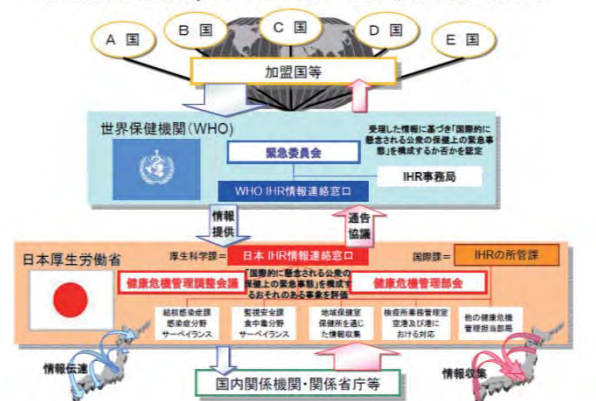 A 国
B 国
C 国
D 国
E 国
加盟国等
世界保健機関(WHO)
受理した情報に基づき「国際的に
懸念される公衆の保健上の緊急事
態」を構成するか否かを認定
緊急委員会
IHR事務局
WHO IHR情報連絡窓口
情報
提供
通告
協議
日本厚生労働省
厚生科学課=
日本 IHR情報連絡窓口
国際課=
IHRの所管課
健康危機管理調整会議
「国際的に懸念される公衆の
保健上の緊急事態」を構成す
るおそれのある事象を評価
健康危機管理部会
結核感染症課
感染症分野
サーベイランス
監視安全課
食中毒分野
サーベイランス
地域保健室
保健所を通じ
た情報収集
検疫所業務管理室
空港及び港に
おける対応
他の健康危機
管理担当部局
情報伝達
国内関係機関・関係省庁等
情報収集